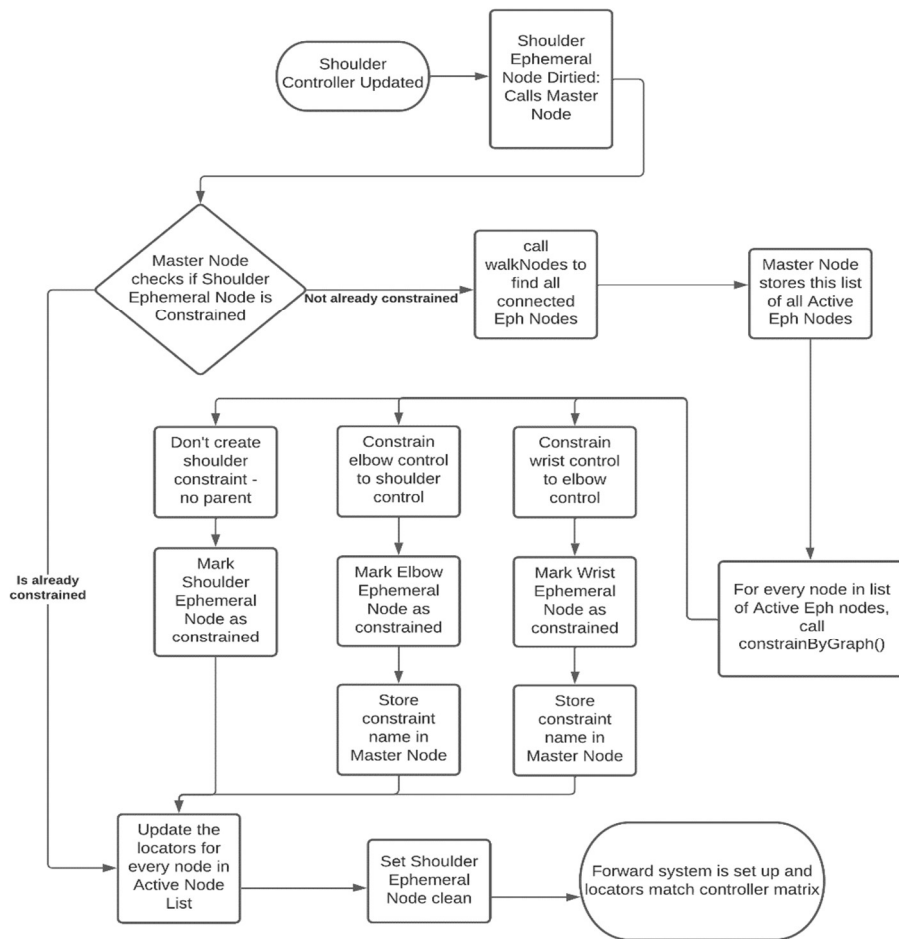 Shoulder
Controller Updated
Shoulder
Ephemeral
Node Dirtied:
Calls Master
Node
Master Node
checks if Shoulder
Ephemeral Node is
Constrained
Not already constrained
call
walkNodes to
find all
connected
Eph Nodes
Master Node
stores this list
of all Active
Eph Nodes
For every node in list
of Active Eph nodes,
call
constrainByGraph()
Don't create
shoulder
constraint -
no parent
Constrain
elbow control
to shoulder
control
Constrain
wrist control
to elbow
control
Mark
Shoulder
Ephemeral
Node as
constrained
Mark Elbow
Ephemeral
Node as
constrained
Mark Wrist
Ephemeral
Node as
constrained
Store
constraint
name in
Master Node
Store
constraint
name in
Master Node
Is already
constrained
Update the
locators for
every node in
Active Node
List
Set Shoulder
Ephemeral
Node clean
Forward system is set up and
locators match controller matrix